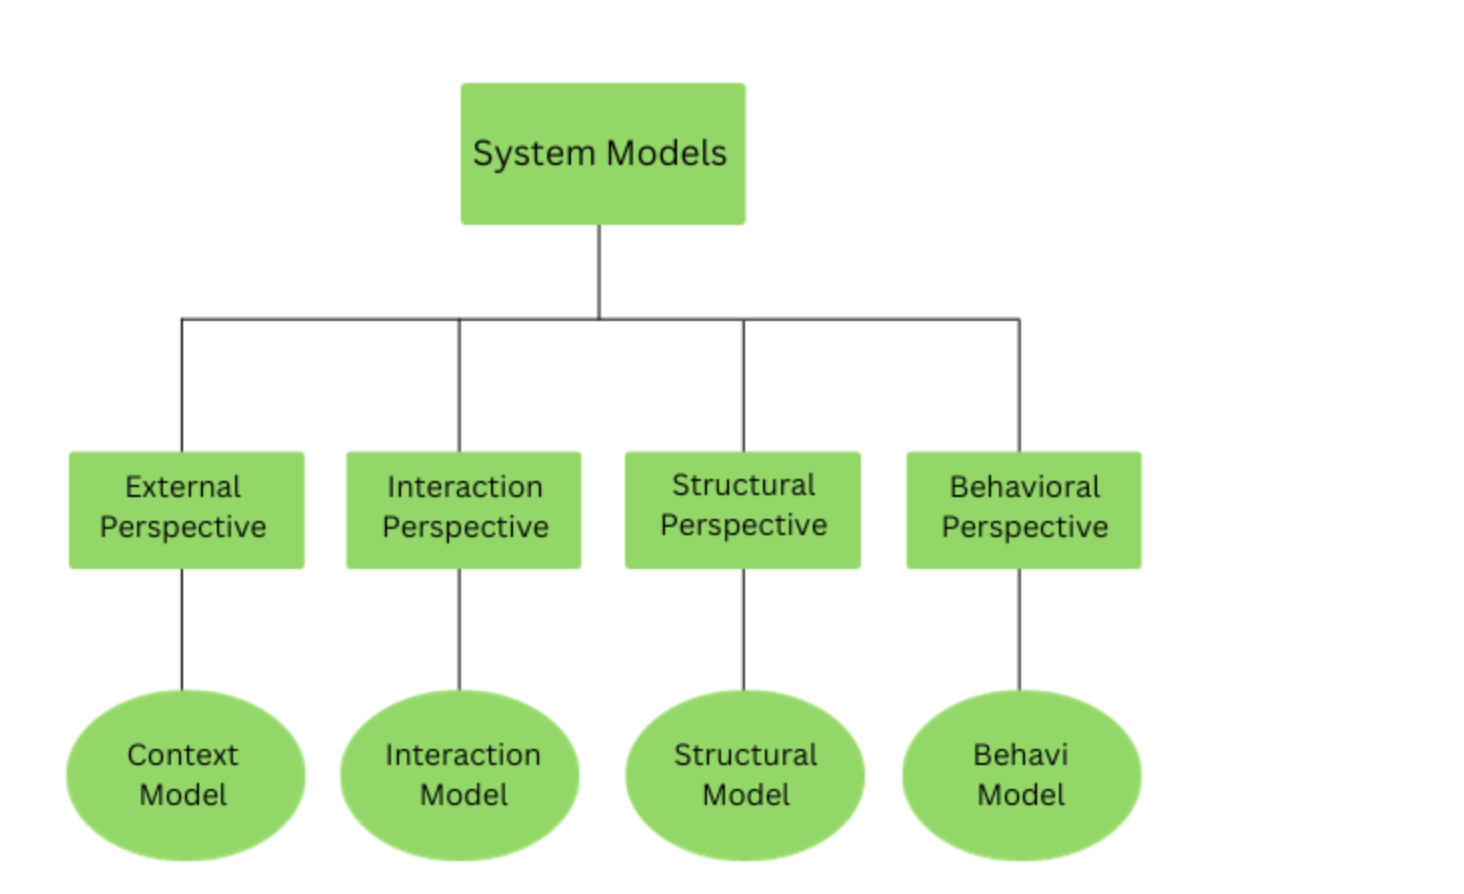 System Models
External
Perspective
Interaction
Perspective
Structural
Perspective
Behavioral
Perspective
Context
Model
Interaction
Model
Structural
Model
Behavi
Model